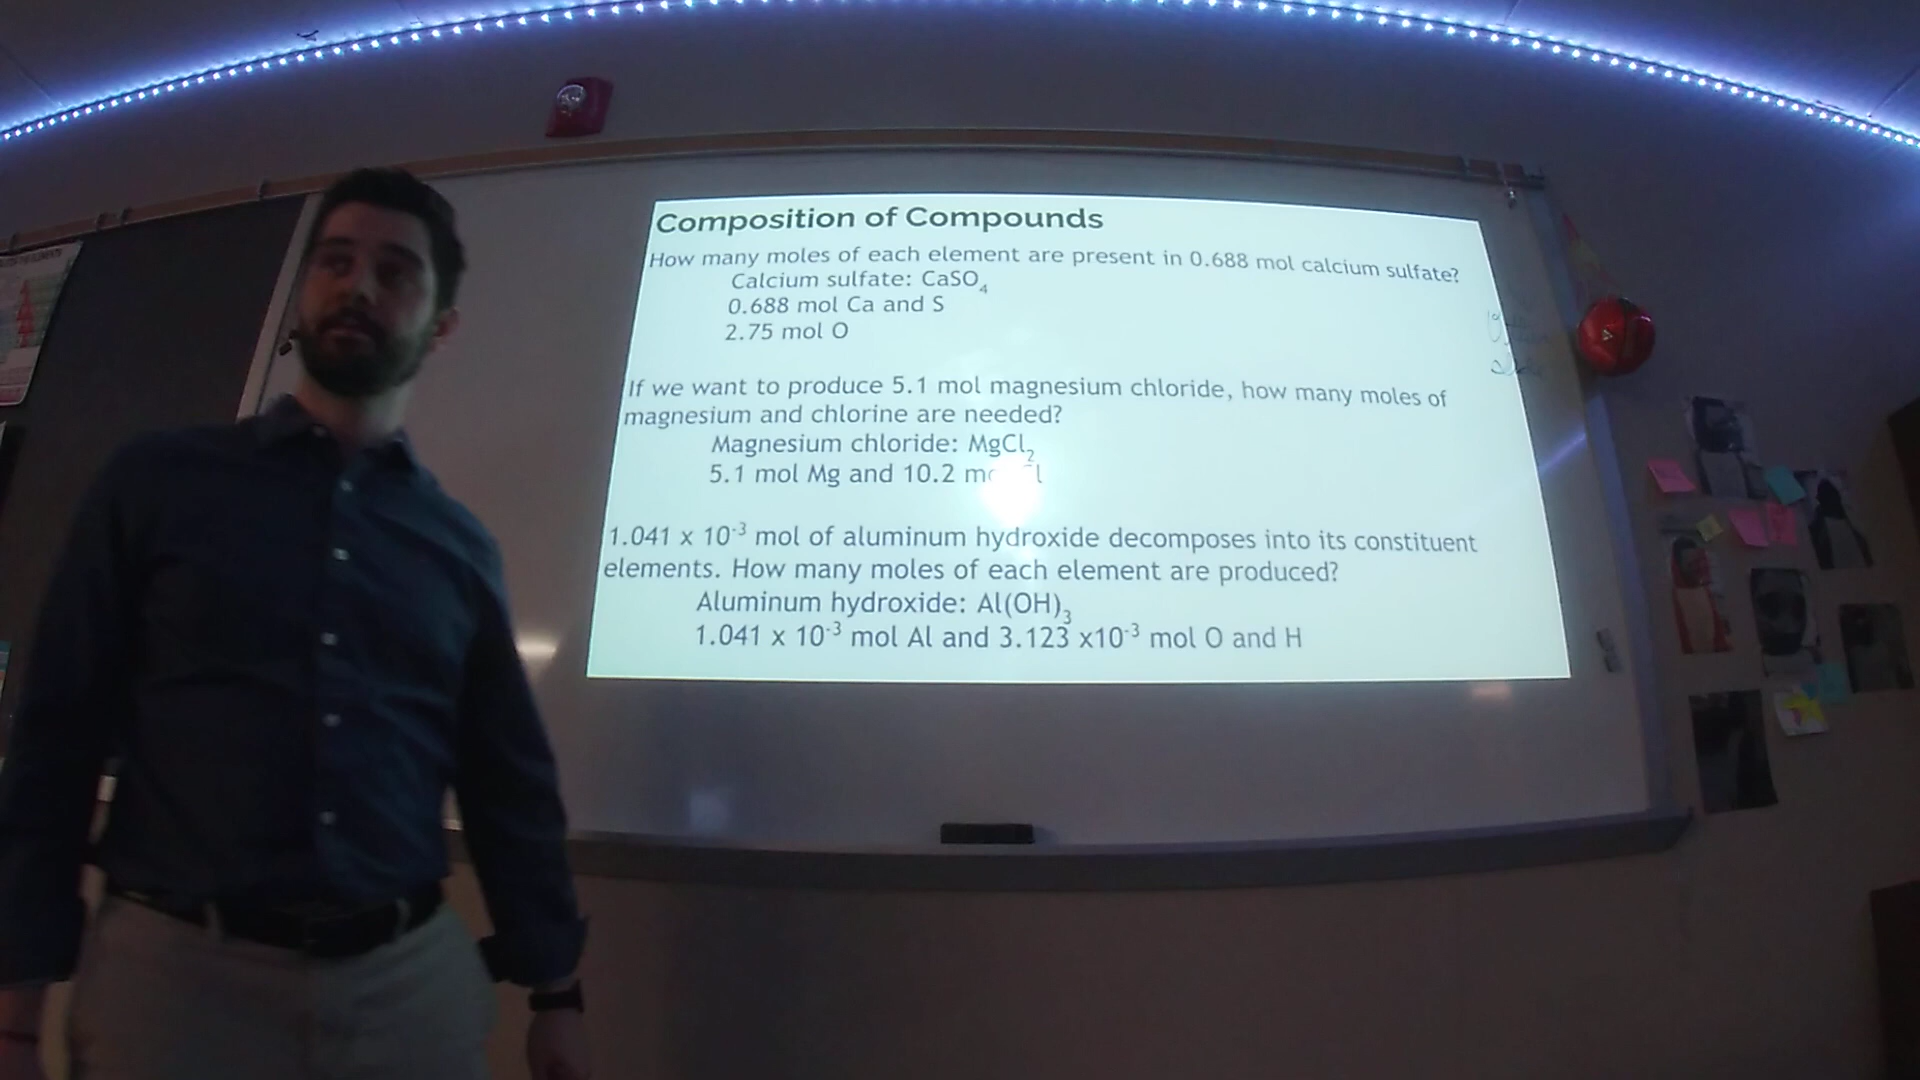 Composition of Compounds
How many moles of each element are present in 0.688 mol calcium sulfate?
Calcium sulfate: CaSO₄
0.688 mol Ca and S
2.75 mol O
If we want to produce 5.1 mol magnesium chloride, how many moles of
magnesium and chlorine are needed?
Magnesium chloride: MgCl₂
5.1 mol Mg and 10.2
1.041 x 10⁻³ mol of aluminum hydroxide decomposes into its constituent
elements. How many moles of each element are produced?
Aluminum hydroxide: Al(OH)₃
1.041 x 10⁻³ mol Al and 3.123 x10⁻³ mol O and H